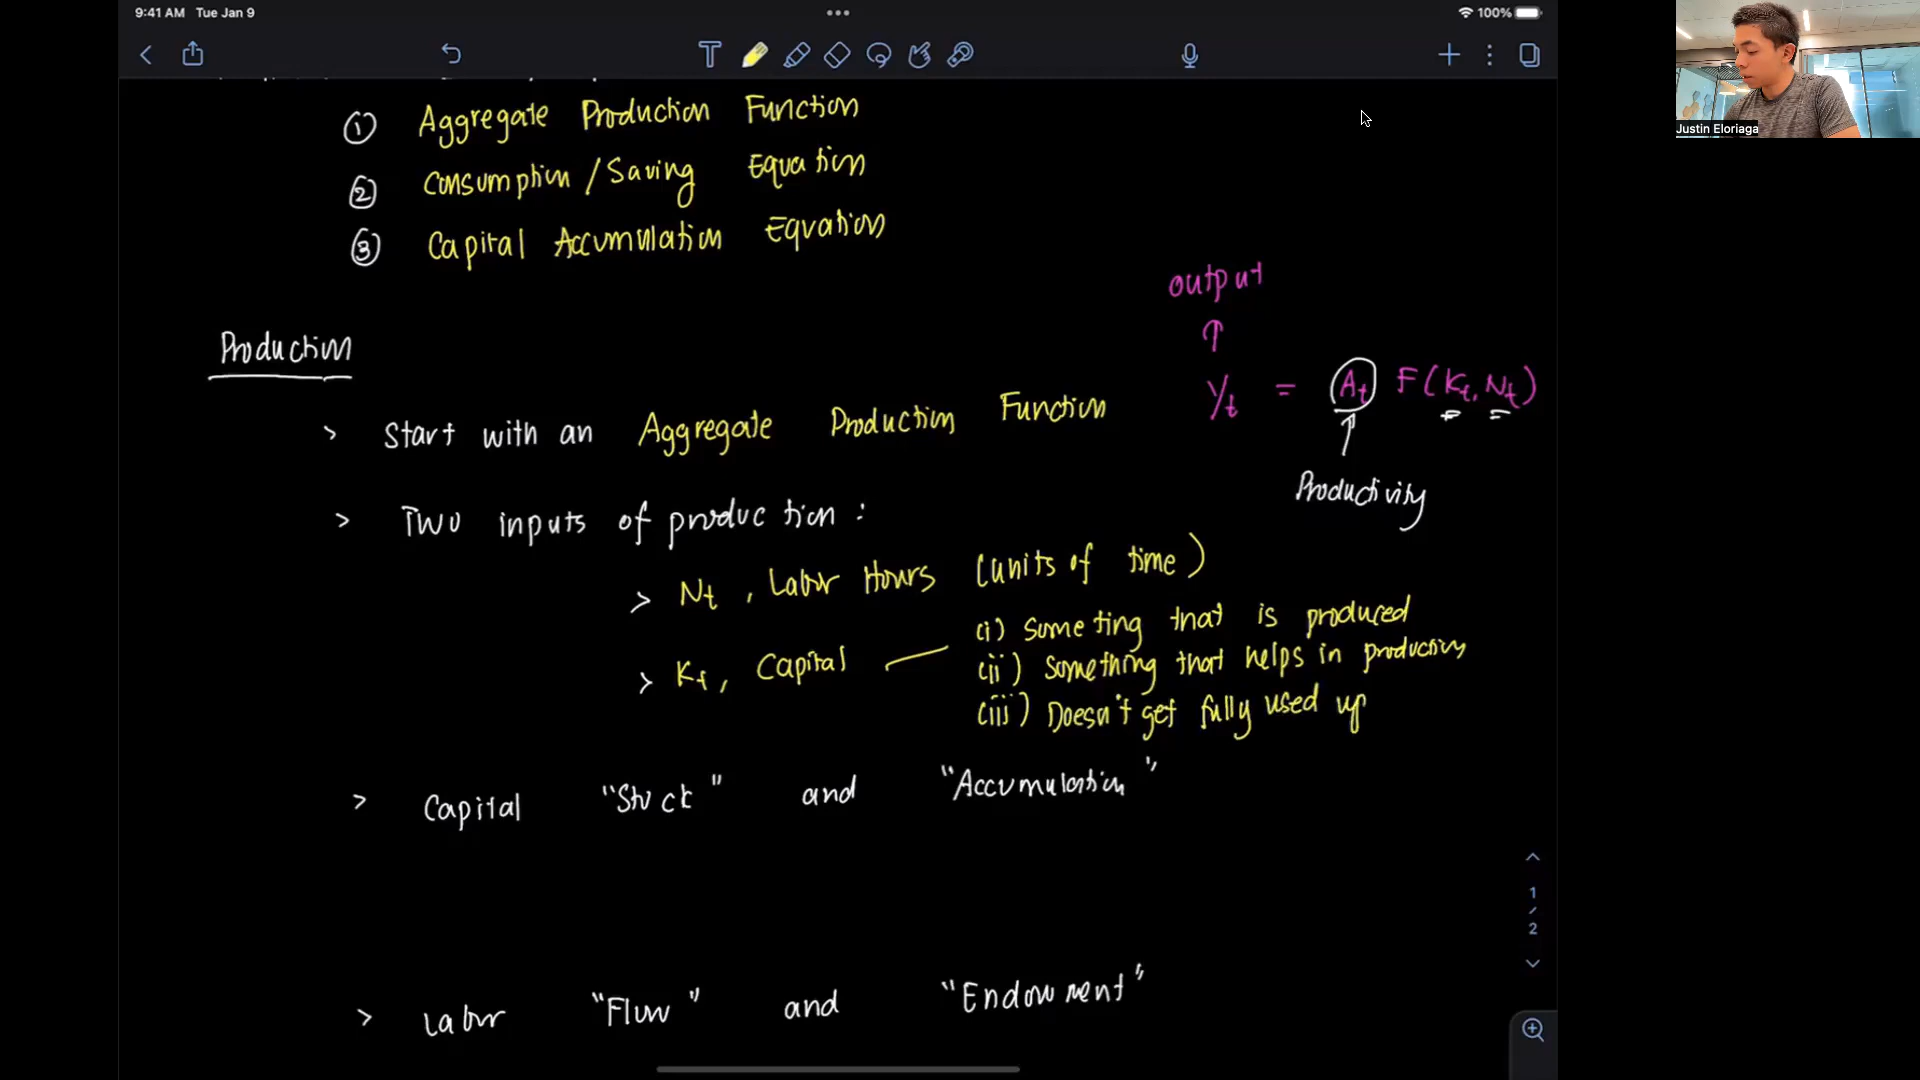 9:41 AM Tue Jan 9
100%
Justin Eloriaga
① Aggregate Production Function
② Consumption/Saving Equation
③ Capital Accumulation Equation
output
↑
Production
Yt = At F(Kt, Nt)
> Start with an Aggregate Production Function
Productivity
> Two inputs of production:
> Nt, Labor Hours (units of time)
(i) Someting that is produced
> Kt, Capital — (ii) Something that helps in production
(iii) Doesn't get fully used up
> Capital "Stock" and "Accumulation"
1
/
2
> Labor "Flow" and "Endowment"